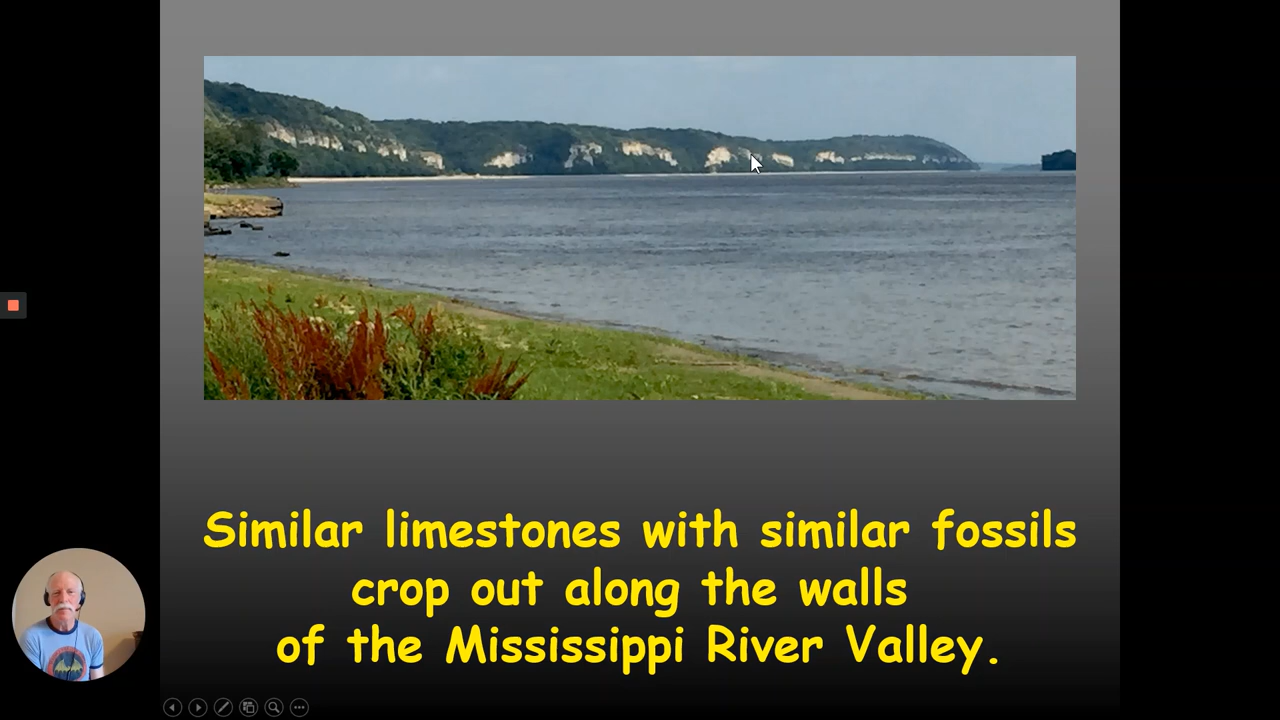 Similar limestones with similar fossils
crop out along the walls
of the Mississippi River Valley.